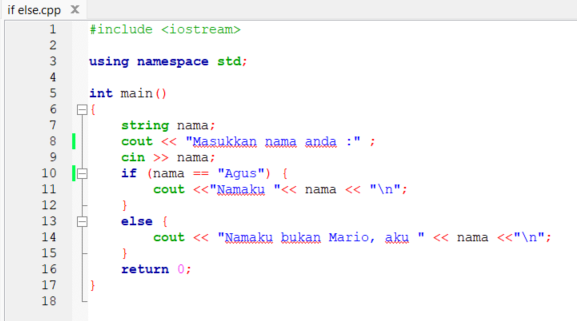 if else.cpp X
1 #include <iostream>
2
3 using namespace std;
4
5 int main()
6 {
7 string nama;
8 cout << "Masukkan nama anda :" ;
9 cin >> nama;
10 if (nama == "Agus") {
11 cout <<"Namaku "<< nama << "\n";
12 }
13 else {
14 cout << "Namaku bukan Mario, aku " << nama <<"\n";
15 }
16 return 0;
17 }
18